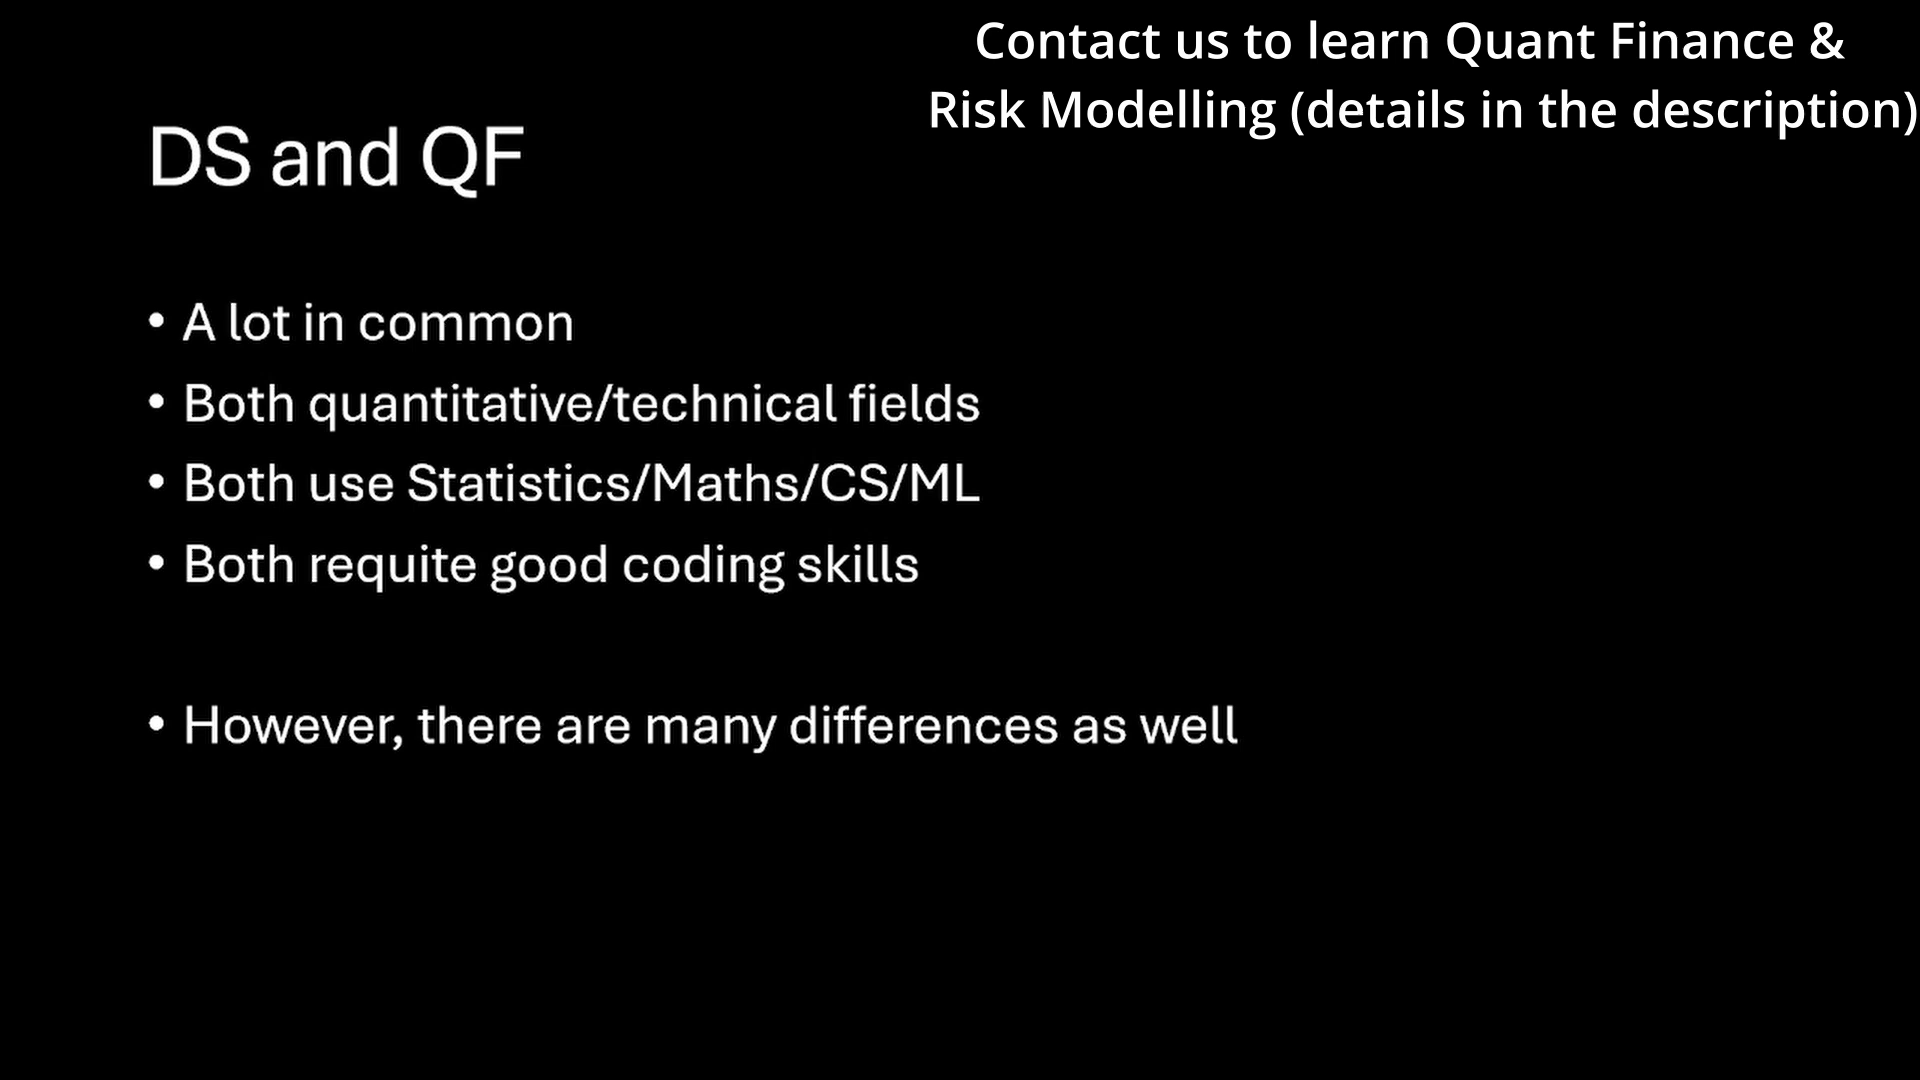 Contact us to learn Quant Finance &
Risk Modelling (details in the description)
DS and QF
• A lot in common
• Both quantitative/technical fields
• Both use Statistics/Maths/CS/ML
• Both requite good coding skills
• However, there are many differences as well